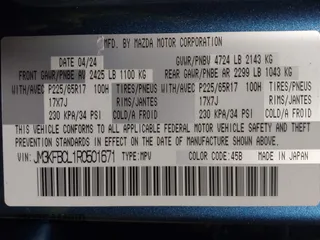 MFD. BY MAZDA MOTOR CORPORATION
DATE 04/24 GVWR/PNBV 4724 LB 2143 KG
FRONT GAWR/PNBE AV 2425 LB 1100 KG REAR GAWR/PNBE AR 2299 LB 1043 KG
WITH/AVEC P225/65R17 100H TIRES/PNEUS WITH/AVEC P225/65R17 100H TIRES/PNEUS
17X7J RIMS/JANTES 17X7J RIMS/JANTES
230 KPA/34 PSI COLD/A FROID 230 KPA/34 PSI COLD/A FROID
THIS VEHICLE CONFORMS TO ALL APPLICABLE FEDERAL MOTOR VEHICLE SAFETY, BUMPER, AND THEFT
PREVENTION STANDARDS IN EFFECT ON THE DATE OF MANUFACTURE SHOWN ABOVE.
VIN: JM3KFBCL1R0501671 TYPE:MPV COLOR CODE:45B MADE IN JAPAN